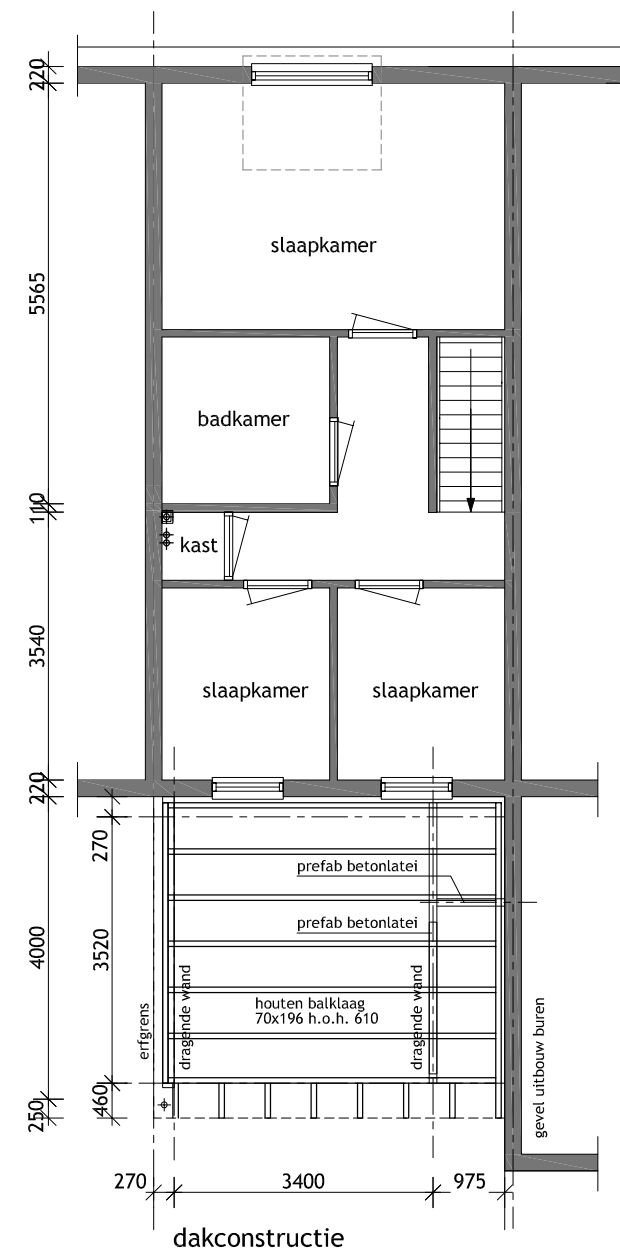 220
slaapkamer
5565
badkamer
110
kast
3540
slaapkamer
slaapkamer
220
270
prefab betonlatei
prefab betonlatei
4000
3520
dragende wand
dragende wand
houten balklaag
70x196 h.o.h. 610
erfgrens
gevel uitbouw buren
460
250
270
3400
975
dakconstructie